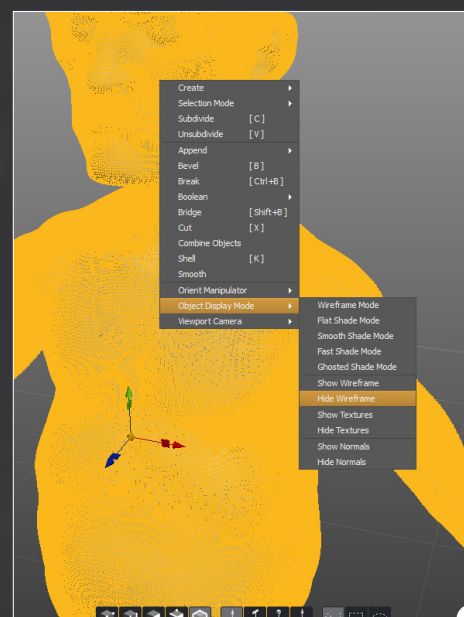 Create
Selection Mode
Subdivide [ C ]
Unsubdivide [ V ]
Append
Bevel [ B ]
Break [ Ctrl+B ]
Boolean
Bridge [ Shift+B ]
Cut [ X ]
Combine Objects
Shell [ K ]
Smooth
Orient Manipulator
Object Display Mode
Viewport Camera
Wireframe Mode
Flat Shade Mode
Smooth Shade Mode
Fast Shade Mode
Ghosted Shade Mode
Show Wireframe
Hide Wireframe
Show Textures
Hide Textures
Show Normals
Hide Normals